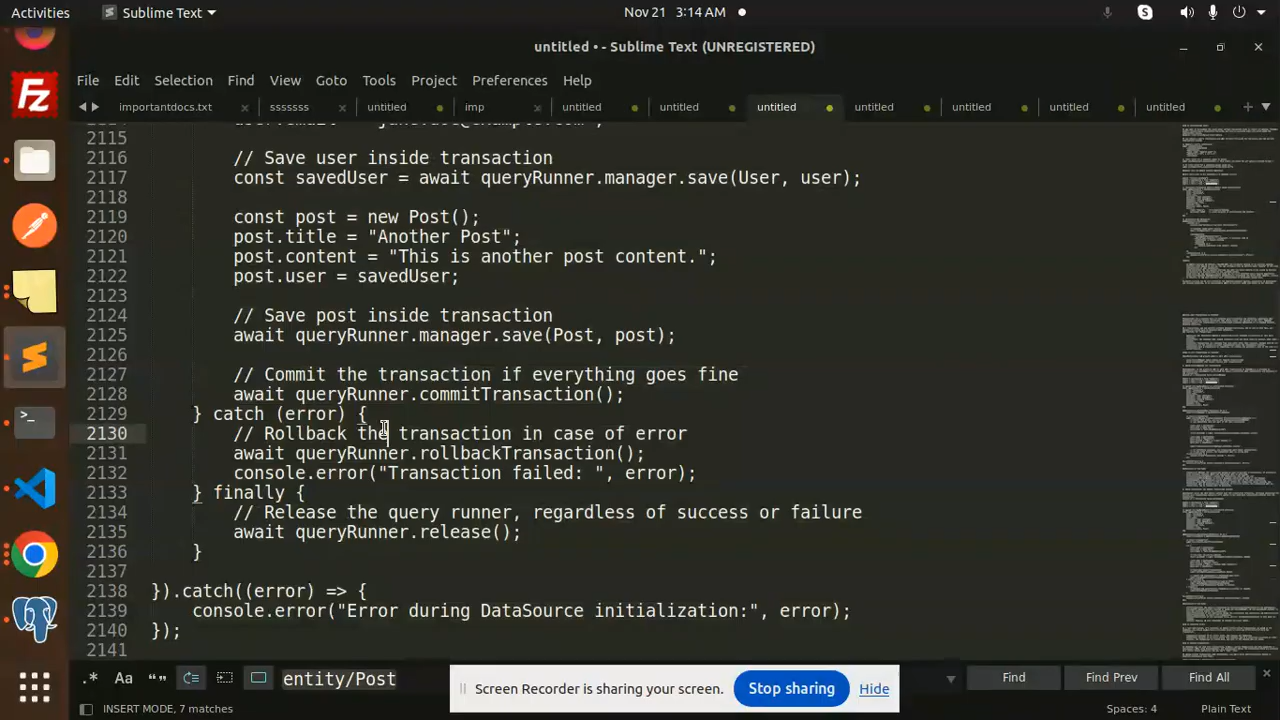 Activities
Sublime Text
Nov 21 3:14 AM
untitled • - Sublime Text (UNREGISTERED)
File Edit Selection Find View Goto Tools Project Preferences Help
importantdocs.txt sssssss untitled imp untitled untitled untitled untitled untitled untitled untitled
2115
2116 // Save user inside transaction
2117 const savedUser = await queryRunner.manager.save(User, user);
2118
2119 const post = new Post();
2120 post.title = "Another Post";
2121 post.content = "This is another post content.";
2122 post.user = savedUser;
2123
2124 // Save post inside transaction
2125 await queryRunner.manager.save(Post, post);
2126
2127 // Commit the transaction if everything goes fine
2128 await queryRunner.commitTransaction();
2129 } catch (error) {
2130 // Rollback the transaction in case of error
2131 await queryRunner.rollbackTransaction();
2132 console.error("Transaction failed: ", error);
2133 } finally {
2134 // Release the query runner, regardless of success or failure
2135 await queryRunner.release();
2136 }
2137
2138 }).catch((error) => {
2139 console.error("Error during DataSource initialization:", error);
2140 });
2141
.* Aa “” entity/Post Find Find Prev Find All
Screen Recorder is sharing your screen. Stop sharing Hide
INSERT MODE, 7 matches Spaces: 4 Plain Text